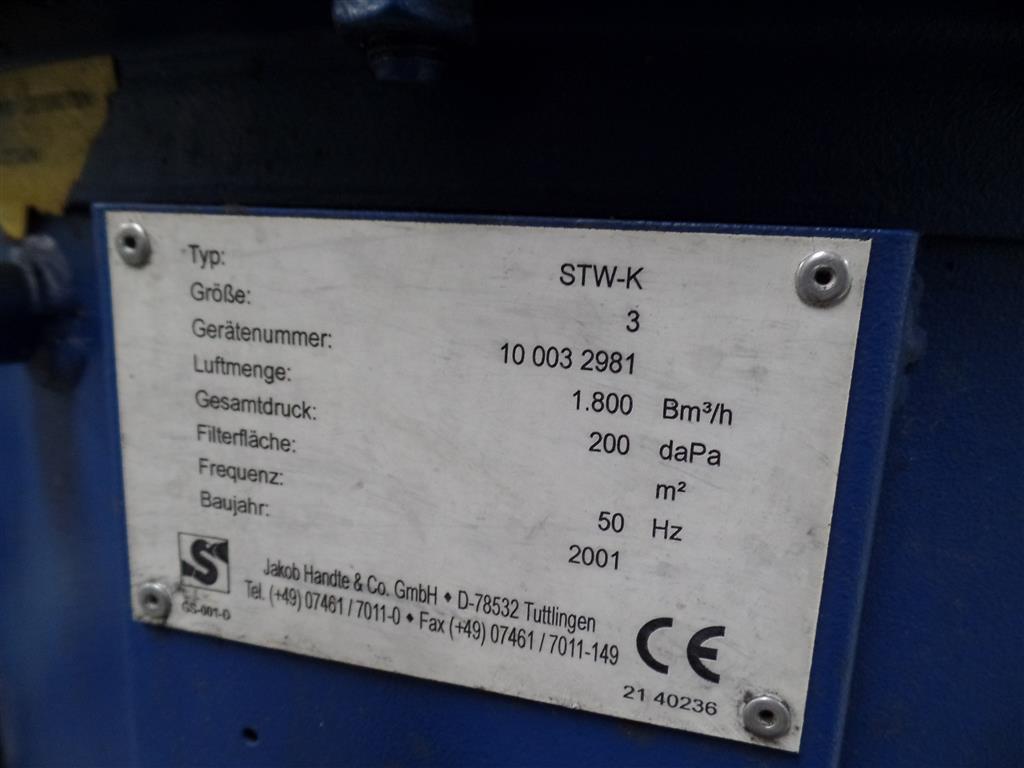 Typ: STW-K
Größe: 3
Gerätenummer: 10 003 2981
Luftmenge: 1.800 Bm³/h
Gesamtdruck: 200 daPa
Filterfläche: m²
Frequenz: 50 Hz
Baujahr: 2001
S
GS-001-D
Jakob Handte & Co. GmbH • D-78532 Tuttlingen
Tel. (+49) 07461 / 7011-0 • Fax (+49) 07461 / 7011-149
CE
21 40236